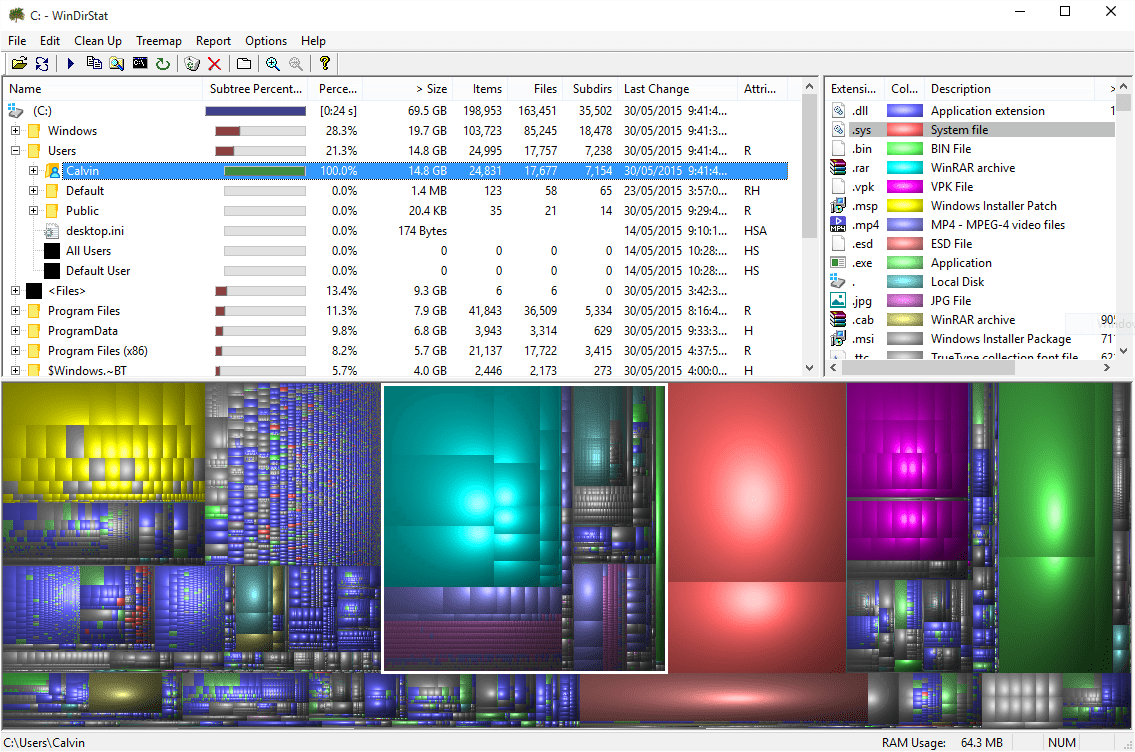 C: - WinDirStat
File Edit Clean Up Treemap Report Options Help
Name Subtree Percent... Perce... > Size Items Files Subdirs Last Change Attri...
(C:) [0:24 s] 69.5 GB 198,953 163,451 35,502 30/05/2015 9:41:4...
Windows 28.3% 19.7 GB 103,723 85,245 18,478 30/05/2015 9:41:3...
Users 21.3% 14.8 GB 24,995 17,757 7,238 30/05/2015 9:41:4... R
Calvin 100.0% 14.8 GB 24,831 17,677 7,154 30/05/2015 9:41:4...
Default 0.0% 1.4 MB 123 58 65 23/05/2015 3:57:0... RH
Public 0.0% 20.4 KB 35 21 14 30/05/2015 9:29:4... R
desktop.ini 0.0% 174 Bytes 14/05/2015 9:10:1... HSA
All Users 0.0% 0 0 0 0 14/05/2015 10:28:... HS
Default User 0.0% 0 0 0 0 14/05/2015 10:28:... HS
<Files> 13.4% 9.3 GB 6 6 0 30/05/2015 3:42:3...
Program Files 11.3% 7.9 GB 41,843 36,509 5,334 30/05/2015 8:16:4... R
ProgramData 9.8% 6.8 GB 3,943 3,314 629 30/05/2015 9:33:3... H
Program Files (x86) 8.2% 5.7 GB 21,137 17,722 3,415 30/05/2015 4:37:5... R
$Windows.~BT 5.7% 4.0 GB 2,446 2,173 273 30/05/2015 4:00:0... H
Extensi... Col... Description >
.dll Application extension 1
.sys System file
.bin BIN File
.rar WinRAR archive
.vpk VPK File
.msp Windows Installer Patch
.mp4 MP4 - MPEG-4 video files
.esd ESD File
.exe Application
. Local Disk
.jpg JPG File
.cab WinRAR archive 905
.msi Windows Installer Package 71
.ttc TrueType collection font file
C:\Users\Calvin RAM Usage: 64.3 MB NUM